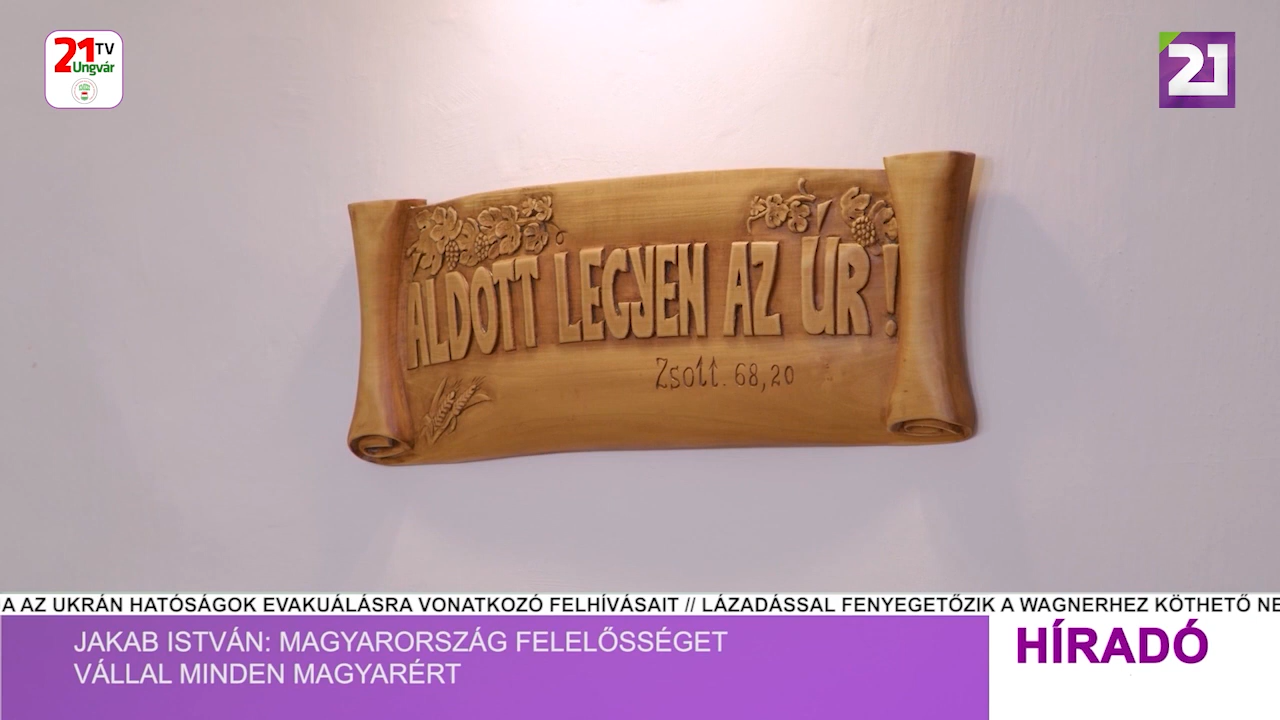 21 TV
Ungvár
21
ÁLDOTT LEGYEN AZ ÚR!
Zsolt. 68,20
A AZ UKRÁN HATÓSÁGOK EVAKUÁLÁSRA VONATKOZÓ FELHÍVÁSAIT // LÁZADÁSSAL FENYEGETŐZIK A WAGNERHEZ KÖTHETŐ NE
JAKAB ISTVÁN: MAGYARORSZÁG FELELŐSSÉGET
VÁLLAL MINDEN MAGYARÉRT
HÍRADÓ